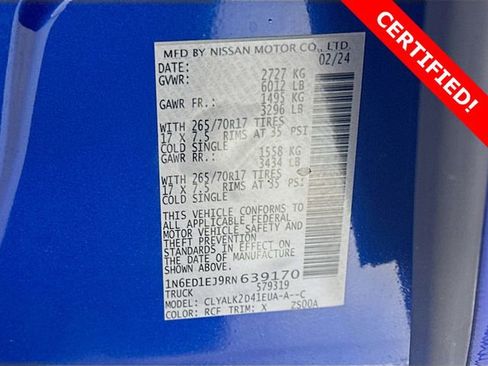 CERTIFIED!
MFD BY NISSAN MOTOR CO., LTD.
DATE: 02/24
GVWR: 2727 KG
6012 LB
GAWR FR.: 1495 KG
3296 LB
WITH 265/70R17 TIRES
17 X 7.5 RIMS AT 35 PSI
COLD SINGLE
GAWR RR.: 1558 KG
3434 LB
WITH 265/70R17 TIRES
17 X 7.5 RIMS AT 35 PSI
COLD SINGLE
THIS VEHICLE CONFORMS TO
ALL APPLICABLE FEDERAL
MOTOR VEHICLE SAFETY AND
THEFT PREVENTION
STANDARDS IN EFFECT ON
THE DATE OF MANUFACTURE
SHOWN ABOVE.
1N6ED1EJ9RN639170
TRUCK 579319
MODEL: CLYALK2D41EUA-A--C
COLOR: RCF TRIM: X Z500A